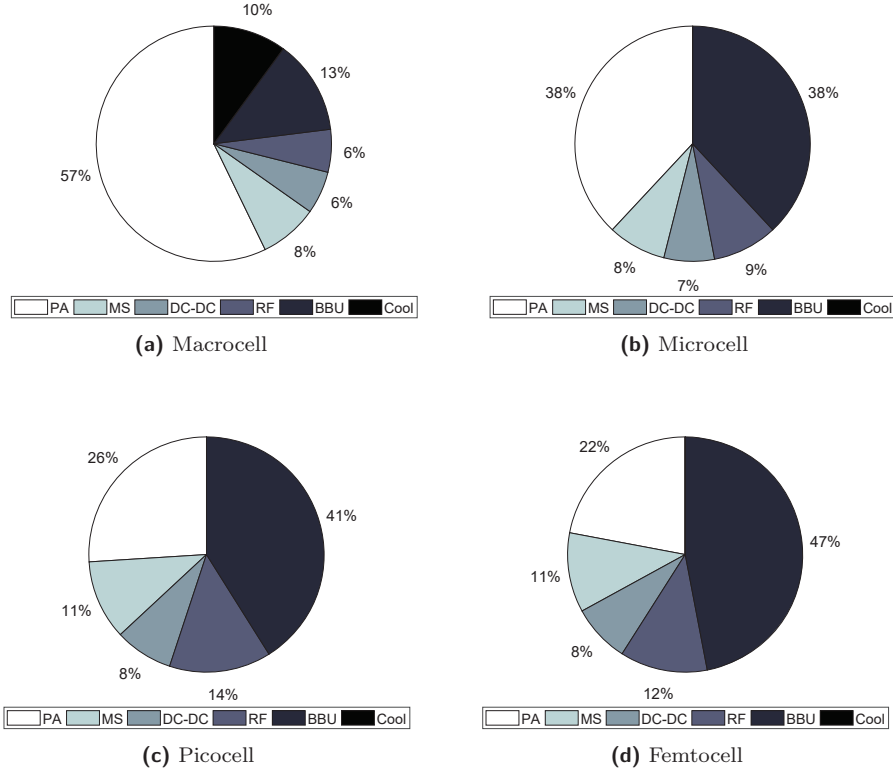 10%
13%
6%
6%
8%
57%
PA MS DC-DC RF BBU Cool
(a) Macrocell
38%
38%
9%
7%
8%
PA MS DC-DC RF BBU Cool
(b) Microcell
26%
41%
14%
8%
11%
PA MS DC-DC RF BBU Cool
(c) Picocell
22%
47%
12%
8%
11%
PA MS DC-DC RF BBU Cool
(d) Femtocell